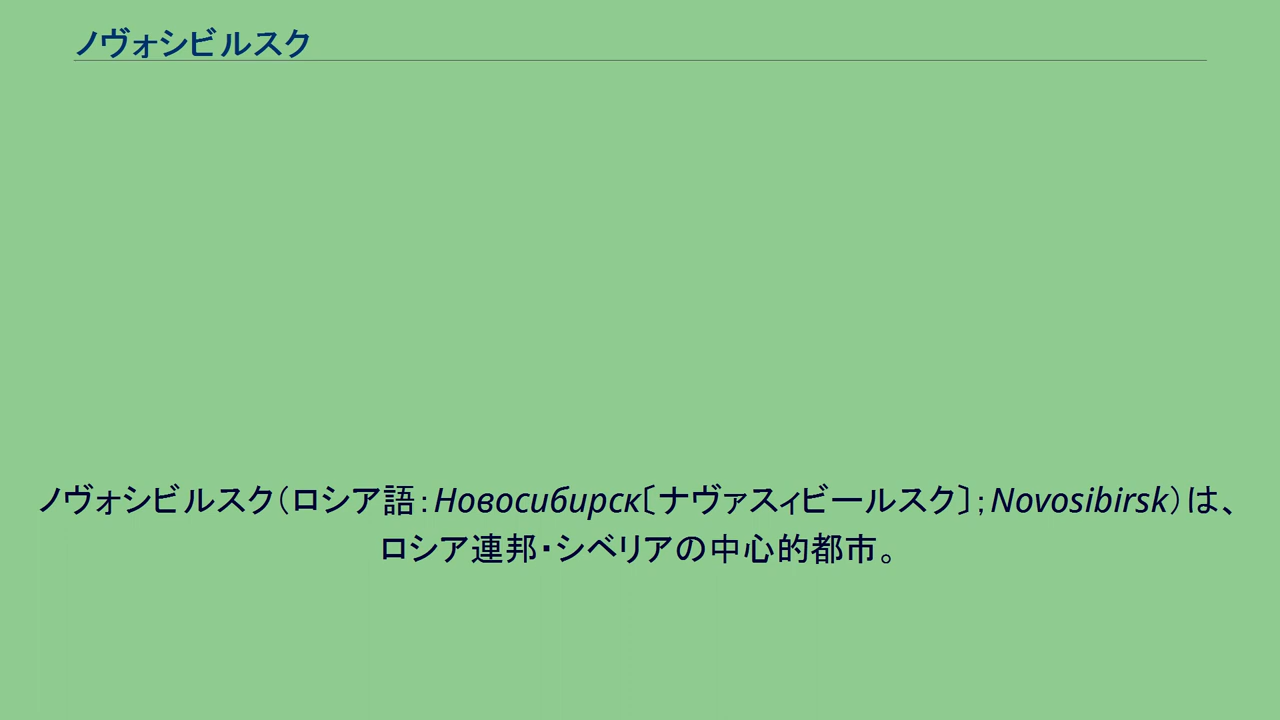 ノヴォシビルスク
ノヴォシビルスク（ロシア語：Новосибирск〔ナヴァスィビールスク〕；Novosibirsk）は、
ロシア連邦・シベリアの中心的都市。